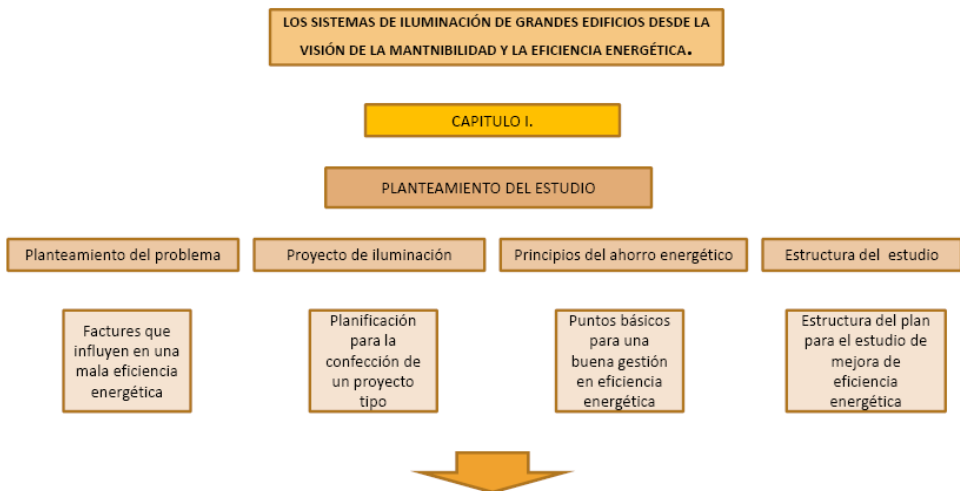 LOS SISTEMAS DE ILUMINACIÓN DE GRANDES EDIFICIOS DESDE LA
VISIÓN DE LA MANTNIBILIDAD Y LA EFICIENCIA ENERGÉTICA.
CAPITULO I.
PLANTEAMIENTO DEL ESTUDIO
Planteamiento del problema
Proyecto de iluminación
Principios del ahorro energético
Estructura del estudio
Factures que
influyen en una
mala eficiencia
energética
Planificación
para la
confección de
un proyecto
tipo
Puntos básicos
para una
buena gestión
en eficiencia
energética
Estructura del plan
para el estudio de
mejora de
eficiencia
energética